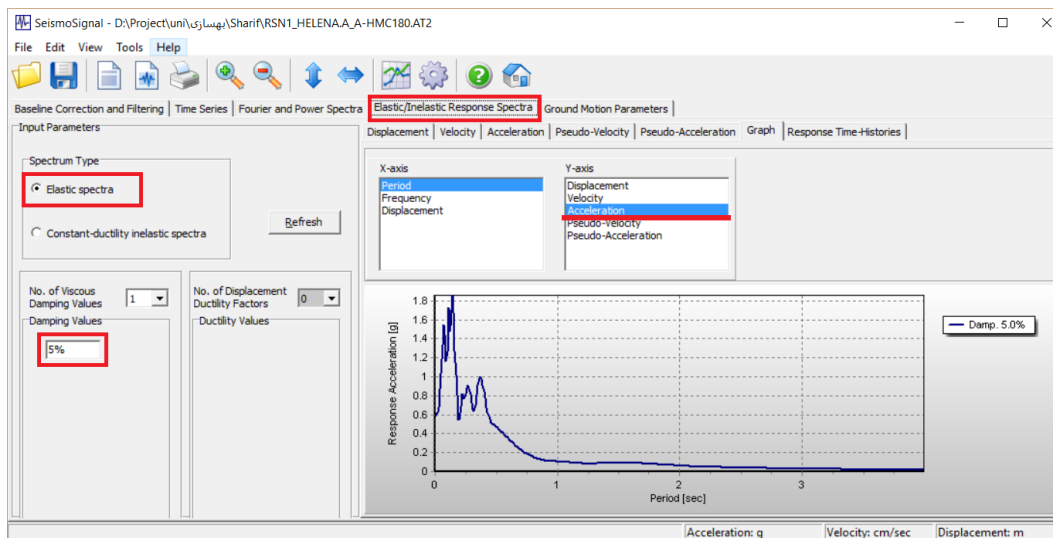 SeismoSignal - D:\Project\uni\بهسازی\Sharif\RSN1_HELENA.A_A-HMC180.AT2
File Edit View Tools Help
Baseline Correction and Filtering Time Series Fourier and Power Spectra Elastic/Inelastic Response Spectra Ground Motion Parameters
Input Parameters
Displacement Velocity Acceleration Pseudo-Velocity Pseudo-Acceleration Graph Response Time-Histories
Spectrum Type
Elastic spectra
Constant-ductility inelastic spectra
Refresh
X-axis
Period
Frequency
Displacement
Y-axis
Displacement
Velocity
Acceleration
Pseudo-Velocity
Pseudo-Acceleration
No. of Viscous
Damping Values
1
No. of Displacement
Ductility Factors
0
Damping Values
5%
Ductility Values
Response Acceleration [g]
1.8
1.6
1.4
1.2
1
0.8
0.6
0.4
0.2
0
0 1 2 3
Period [sec]
Damp. 5.0%
Acceleration: g Velocity: cm/sec Displacement: m